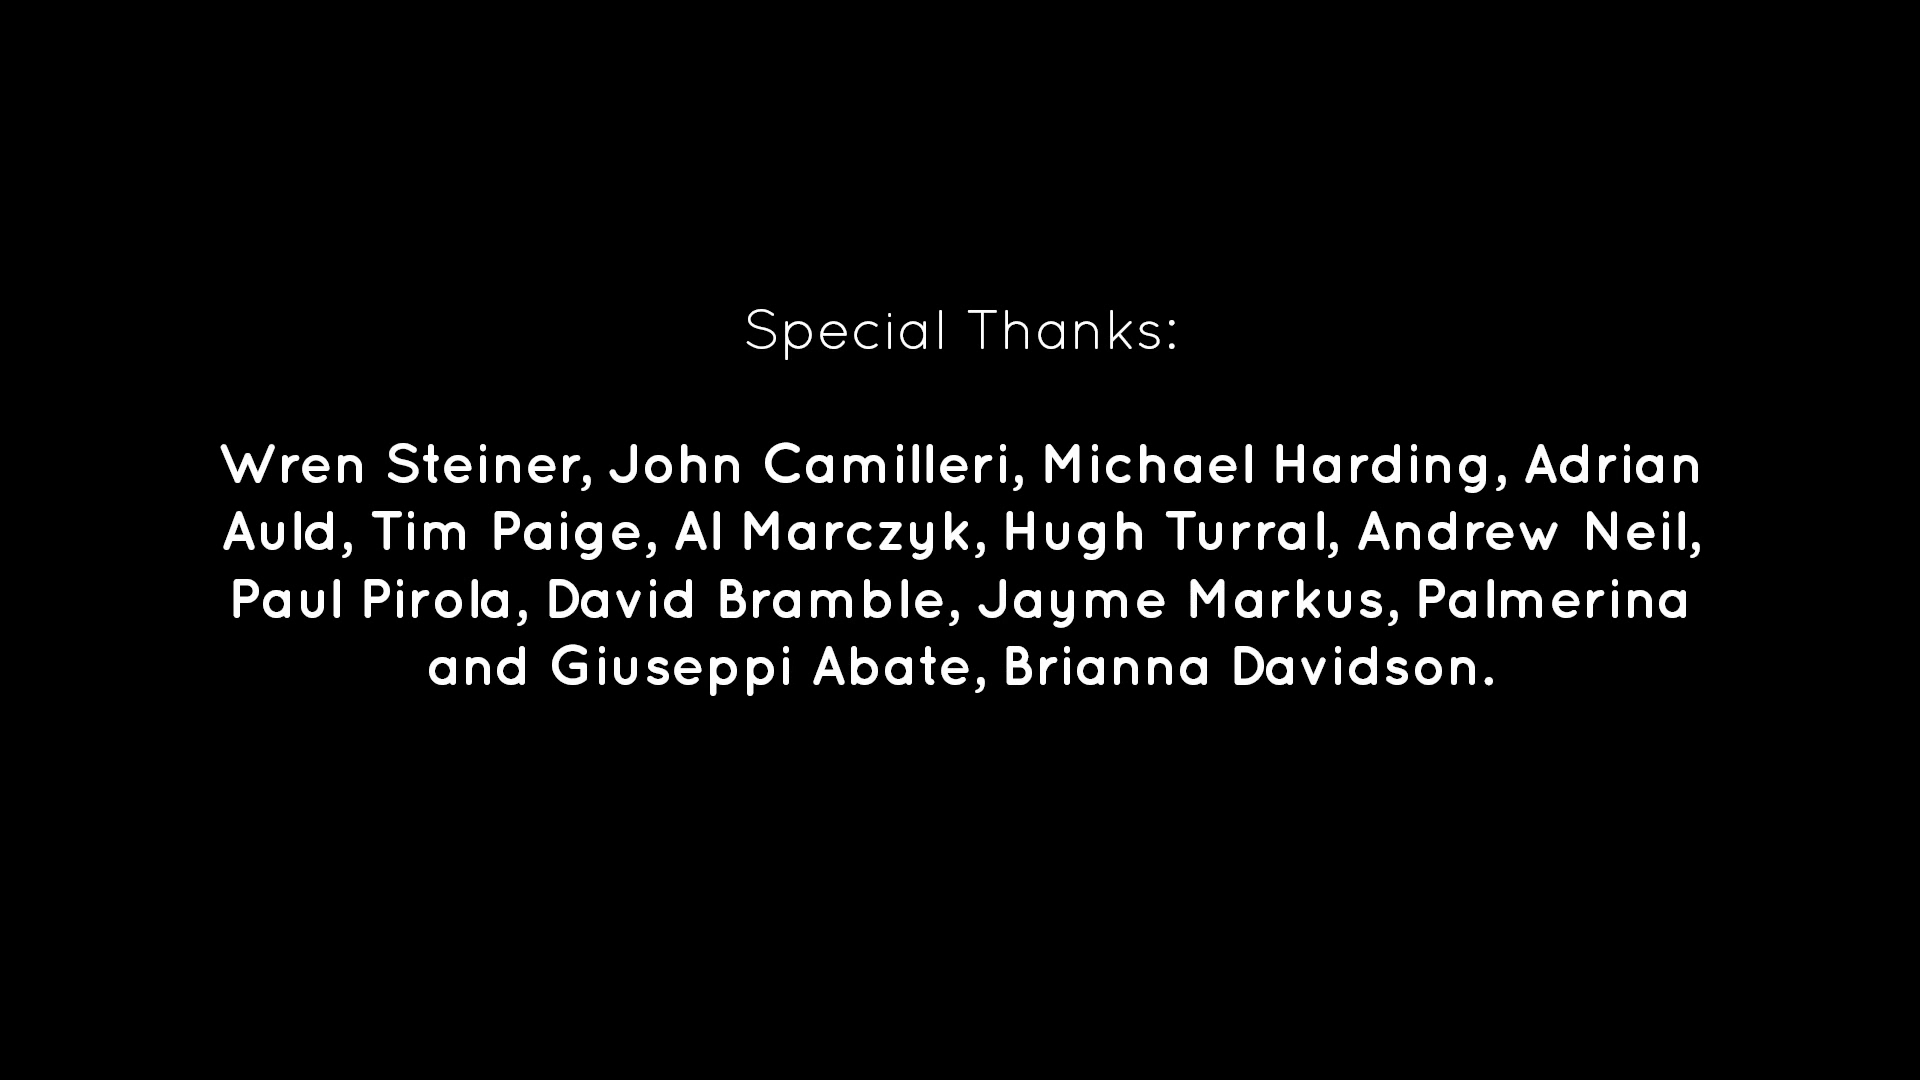 Special Thanks:
Wren Steiner, John Camilleri, Michael Harding, Adrian
Auld, Tim Paige, Al Marczyk, Hugh Turral, Andrew Neil,
Paul Pirola, David Bramble, Jayme Markus, Palmerina
and Giuseppi Abate, Brianna Davidson.